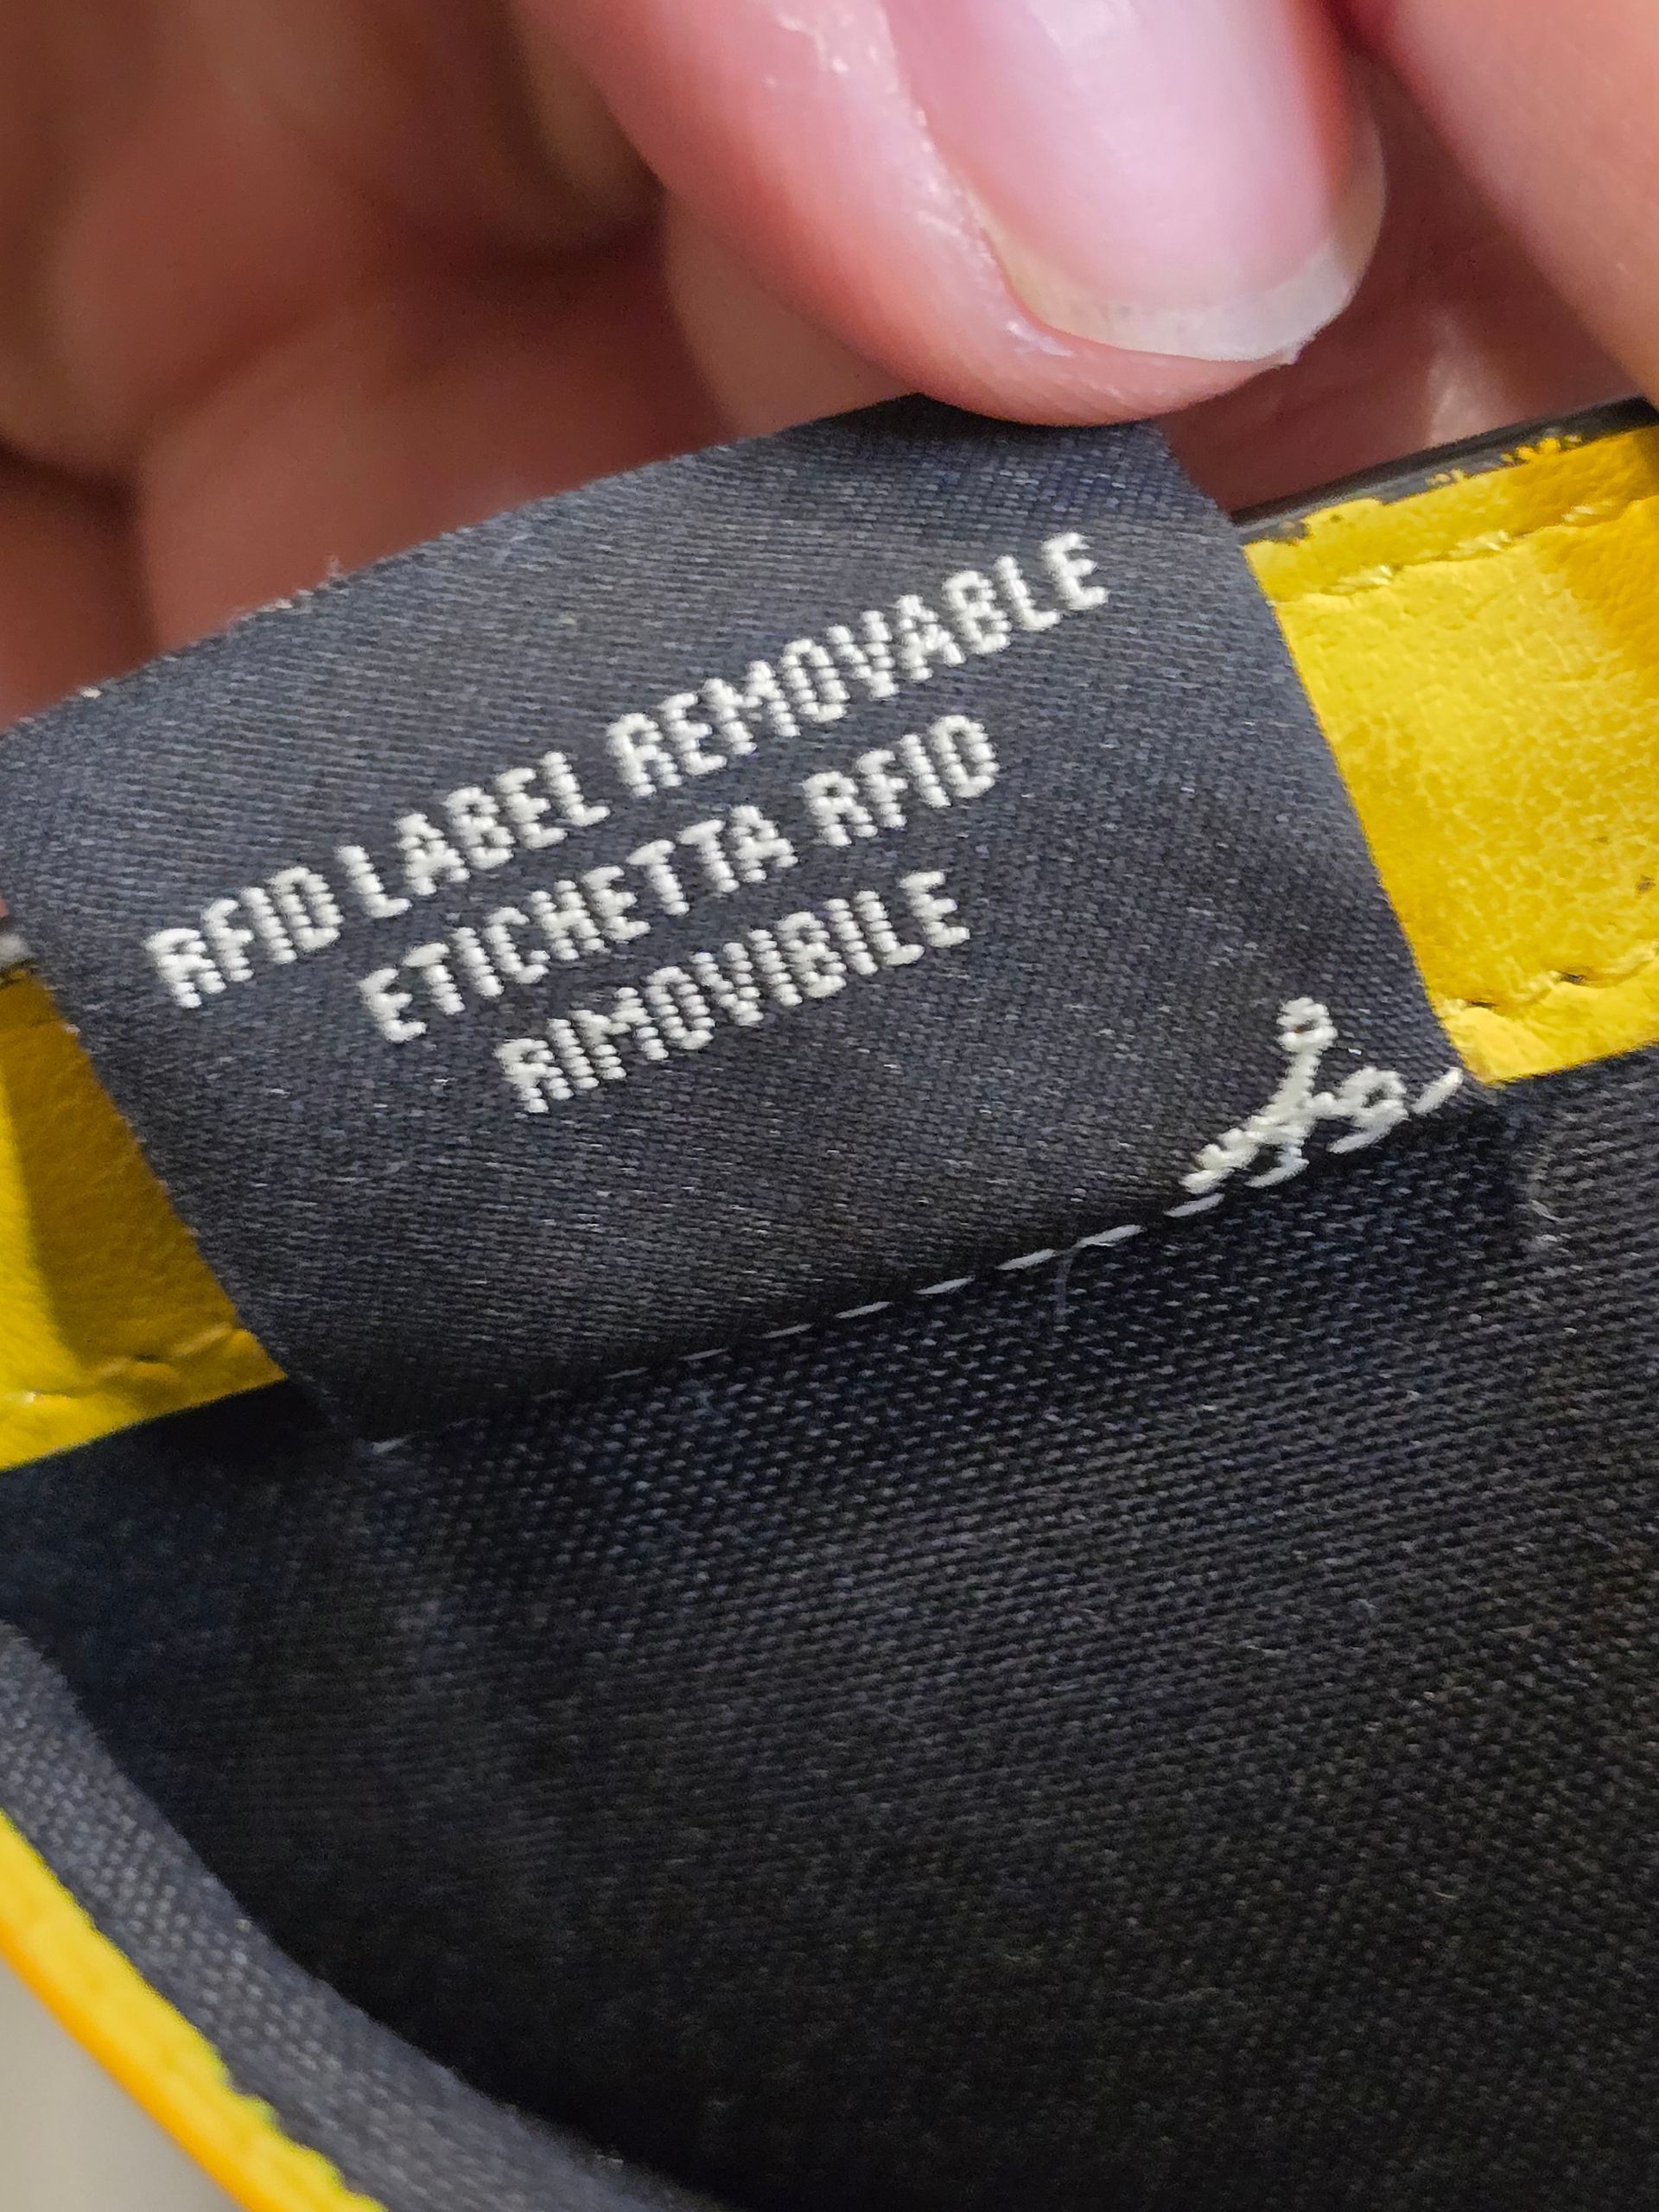 RFID LABEL REMOVABLE
ETICHETTA RFID
RIMOVIBILE